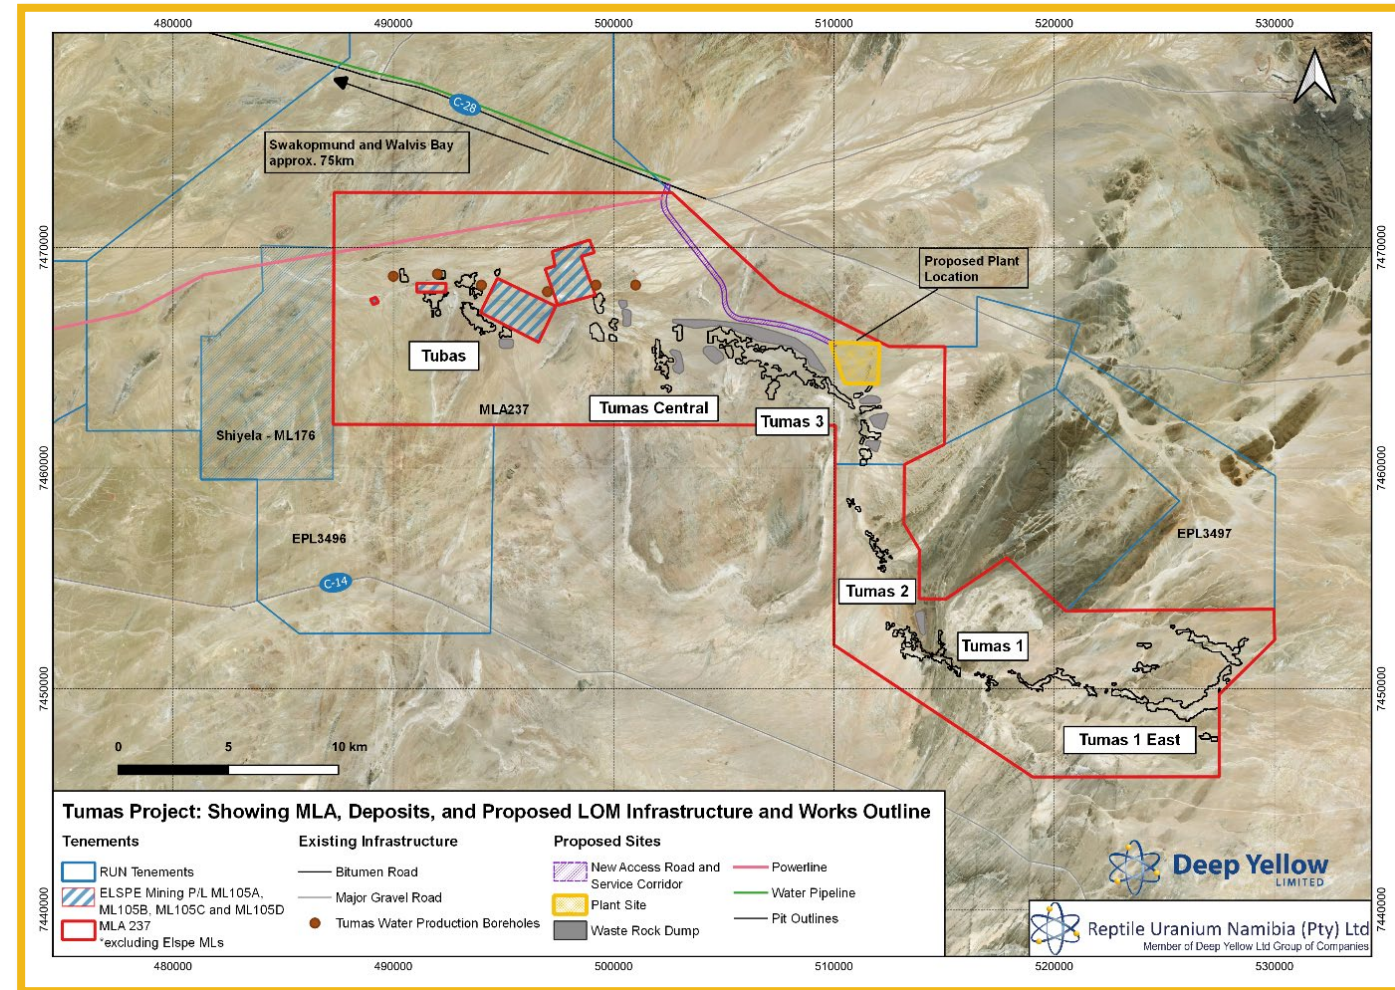 480000
490000
500000
510000
520000
530000
C-28
Swakopmund and Walvis Bay
approx. 75km
7470000
7470000
Proposed Plant
Location
Tubas
Tumas Central
MLA237
Tumas 3
Shiyela - ML176
7460000
7460000
EPL3496
EPL3497
C-14
Tumas 2
Tumas 1
7450000
7450000
Tumas 1 East
0
5
10 km
Tumas Project: Showing MLA, Deposits, and Proposed LOM Infrastructure and Works Outline
Tenements
RUN Tenements
ELSPE Mining P/L ML105A,
ML105B, ML105C and ML105D
MLA 237
*excluding Elspe MLs
Existing Infrastructure
Bitumen Road
Major Gravel Road
Tumas Water Production Boreholes
Proposed Sites
New Access Road and
Service Corridor
Plant Site
Waste Rock Dump
Powerline
Water Pipeline
Pit Outlines
Deep Yellow
LIMITED
7440000
7440000
Reptile Uranium Namibia (Pty) Ltd
Member of Deep Yellow Ltd Group of Companies
480000
490000
500000
510000
520000
530000